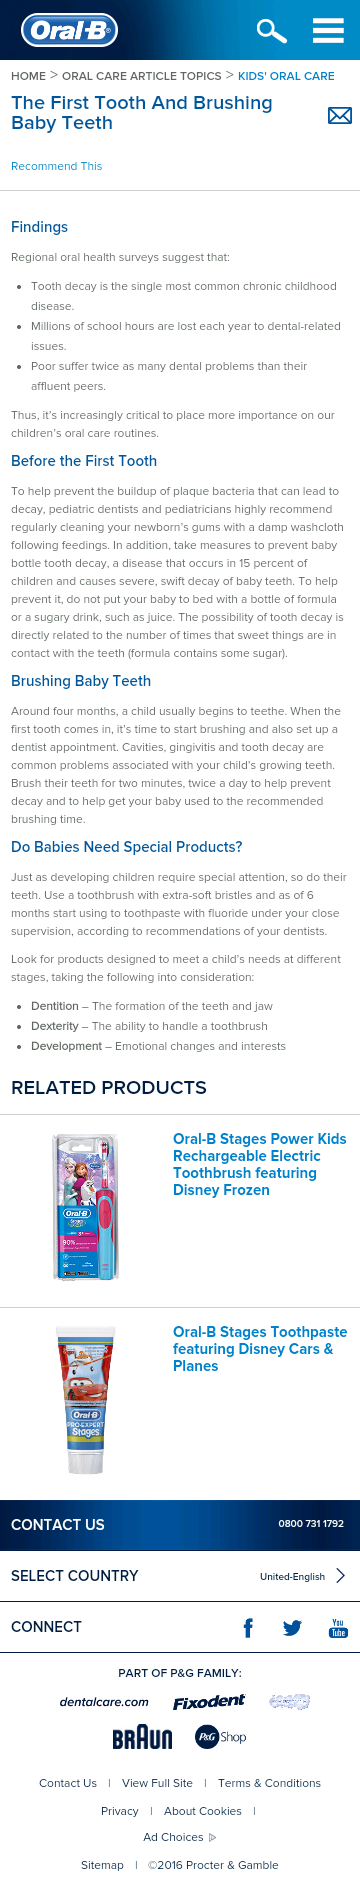 Oral-B
HOME > ORAL CARE ARTICLE TOPICS > KIDS' ORAL CARE
The First Tooth And Brushing
Baby Teeth
Recommend This
Findings
Regional oral health surveys suggest that:
• Tooth decay is the single most common chronic childhood
disease.
• Millions of school hours are lost each year to dental-related
issues.
• Poor suffer twice as many dental problems than their
affluent peers.
Thus, it's increasingly critical to place more importance on our
children's oral care routines.
Before the First Tooth
To help prevent the buildup of plaque bacteria that can lead to
decay, pediatric dentists and pediatricians highly recommend
regularly cleaning your newborn's gums with a damp washcloth
following feedings. In addition, take measures to prevent baby
bottle tooth decay, a disease that occurs in 15 percent of
children and causes severe, swift decay of baby teeth. To help
prevent it, do not put your baby to bed with a bottle of formula
or a sugary drink, such as juice. The possibility of tooth decay is
directly related to the number of times that sweet things are in
contact with the teeth (formula contains some sugar).
Brushing Baby Teeth
Around four months, a child usually begins to teethe. When the
first tooth comes in, it's time to start brushing and also set up a
dentist appointment. Cavities, gingivitis and tooth decay are
common problems associated with your child's growing teeth.
Brush their teeth for two minutes, twice a day to help prevent
decay and to help get your baby used to the recommended
brushing time.
Do Babies Need Special Products?
Just as developing children require special attention, so do their
teeth. Use a toothbrush with extra-soft bristles and as of 6
months start using to toothpaste with fluoride under your close
supervision, according to recommendations of your dentists.
Look for products designed to meet a child's needs at different
stages, taking the following into consideration:
• Dentition – The formation of the teeth and jaw
• Dexterity – The ability to handle a toothbrush
• Development – Emotional changes and interests
RELATED PRODUCTS
Oral-B
90%
Oral-B Stages Power Kids
Rechargeable Electric
Toothbrush featuring
Disney Frozen
Oral-B
PRO-EXPERT
Stages
Oral-B Stages Toothpaste
featuring Disney Cars &
Planes
CONTACT US 0800 731 1792
SELECT COUNTRY United-English
CONNECT You Tube
PART OF P&G FAMILY:
dentalcare.com Fixodent
BRAUN P&G Shop
Contact Us | View Full Site | Terms & Conditions
Privacy | About Cookies |
Ad Choices
Sitemap | ©2016 Procter & Gamble